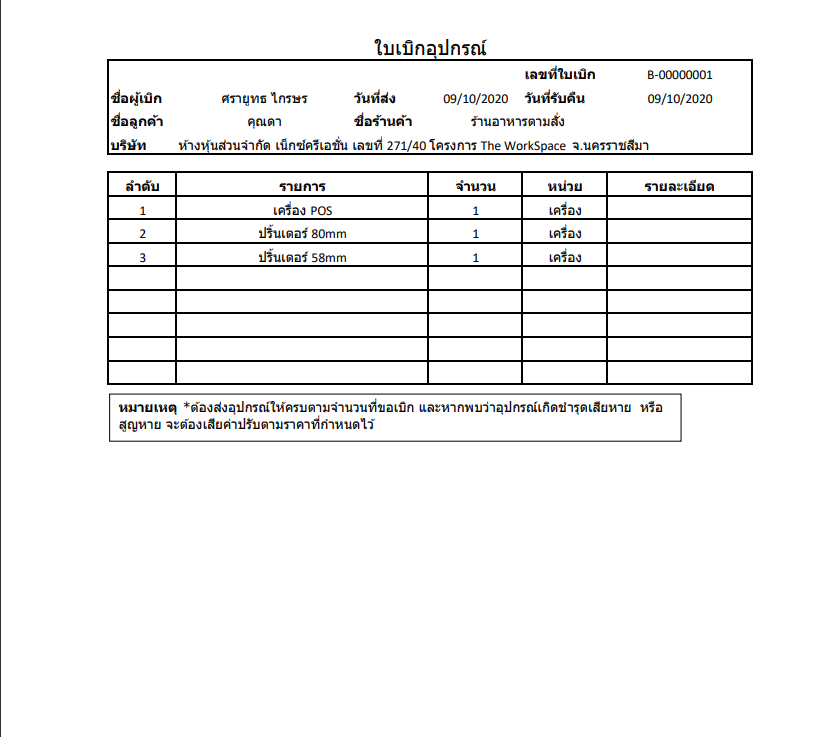 ใบเบิกอุปกรณ์
เลขที่ใบเบิก B-00000001
ชื่อผู้เบิก ศรายุทธ ไกรษร วันที่ส่ง 09/10/2020 วันที่รับคืน 09/10/2020
ชื่อลูกค้า คุณดา ชื่อร้านค้า ร้านอาหารตามสั่ง
บริษัท ห้างหุ้นส่วนจำกัด เน็กซ์ครีเอชั่น เลขที่ 271/40 โครงการ The WorkSpace จ.นครราชสีมา
ลำดับ รายการ จำนวน หน่วย รายละเอียด
1 เครื่อง POS 1 เครื่อง
2 ปริ้นเตอร์ 80mm 1 เครื่อง
3 ปริ้นเตอร์ 58mm 1 เครื่อง
หมายเหตุ *ต้องส่งอุปกรณ์ให้ครบตามจำนวนที่ขอเบิก และหากพบว่าอุปกรณ์เกิดชำรุดเสียหาย หรือ
สูญหาย จะต้องเสียค่าปรับตามราคาที่กำหนดไว้